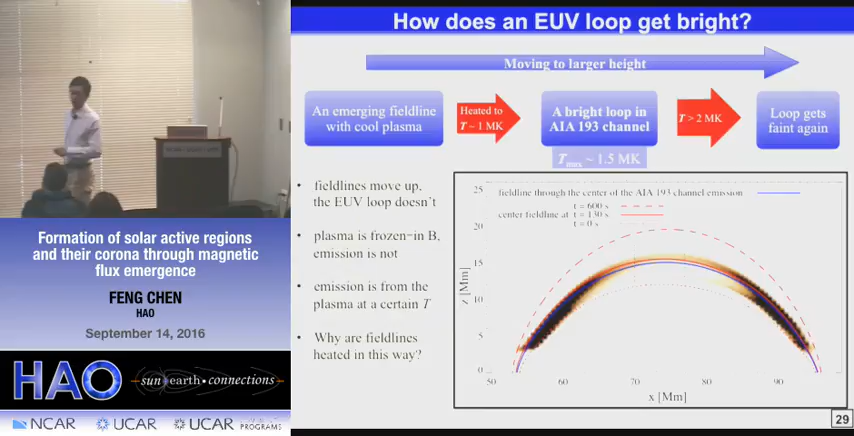 How does an EUV loop get bright?
Moving to larger height
An emerging fieldline
with cool plasma
Heated to
T ~ 1 MK
A bright loop in
AIA 193 channel
T > 2 MK
Loop gets
faint again
Tmax ~ 1.5 MK
• fieldlines move up,
the EUV loop doesn't
• plasma is frozen-in B,
emission is not
• emission is from the
plasma at a certain T
• Why are fieldlines
heated in this way?
fieldline through the center of the AIA 193 channel emission
t = 600 s
center fieldline at t = 130 s
t = 0 s
z [Mm]
25
20
15
10
5
0
50 60 70 80 90
x [Mm]
29
Formation of solar active regions
and their corona through magnetic
flux emergence
FENG CHEN
HAO
September 14, 2016
HAO
sun earth • connections
NCAR UCAR UCAR
PROGRAMS